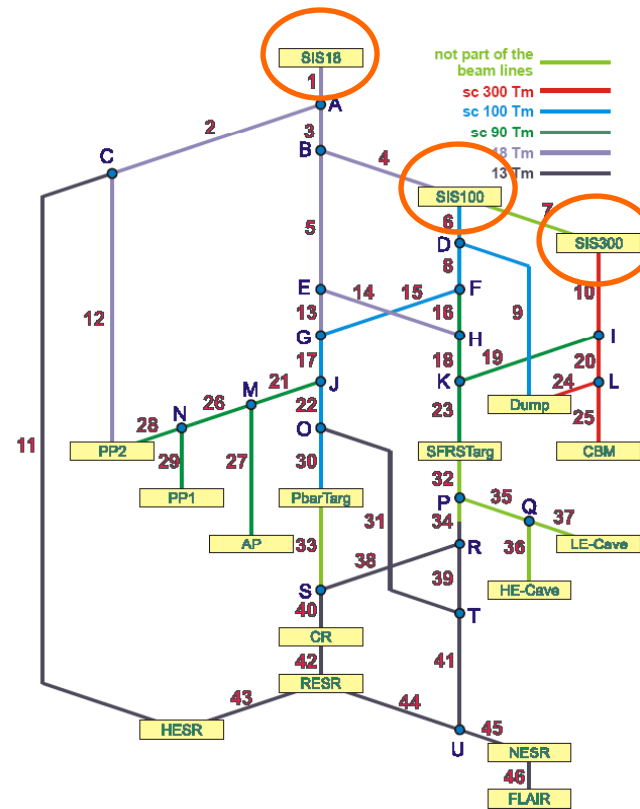 SIS18
not part of the
beam lines
1
A
sc 300 Tm
2
3
sc 100 Tm
sc 90 Tm
C
B
4
18 Tm
13 Tm
SIS100
7
6
5
D
SIS300
8
E
14
15
F
10
12
13
16
9
G
H
I
17
18
19
20
M
21
J
K
24
L
N
26
22
23
Dump
25
28
O
11
PP2
29
27
30
SFRSTarg
CBM
32
PP1
PbarTarg
31
P
35
Q
34
37
AP
33
38
R
36
LE-Cave
39
HE-Cave
S
40
T
CR
42
41
RESR
43
44
HESR
U
45
NESR
46
FLAIR